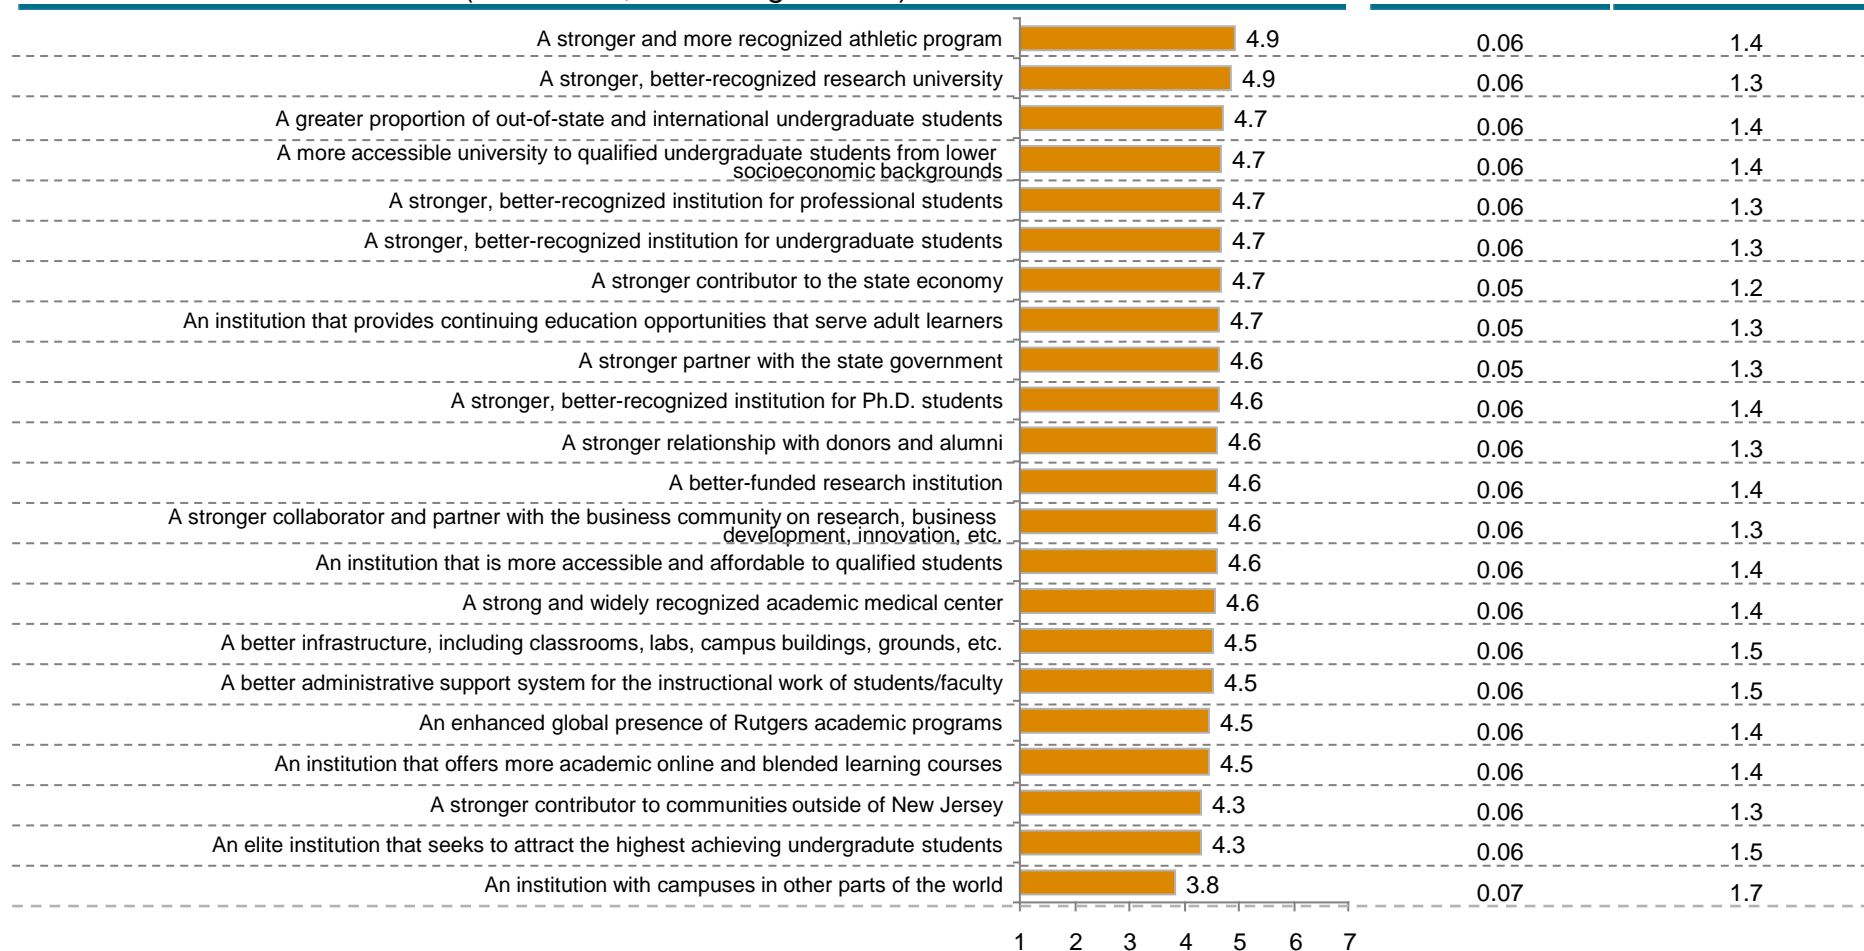 A stronger and more recognized athletic program 4.9 0.06 1.4
A stronger, better-recognized research university 4.9 0.06 1.3
A greater proportion of out-of-state and international undergraduate students 4.7 0.06 1.4
A more accessible university to qualified undergraduate students from lower
socioeconomic backgrounds 4.7 0.06 1.4
A stronger, better-recognized institution for professional students 4.7 0.06 1.3
A stronger, better-recognized institution for undergraduate students 4.7 0.06 1.3
A stronger contributor to the state economy 4.7 0.05 1.2
An institution that provides continuing education opportunities that serve adult learners 4.7 0.05 1.3
A stronger partner with the state government 4.6 0.05 1.3
A stronger, better-recognized institution for Ph.D. students 4.6 0.06 1.4
A stronger relationship with donors and alumni 4.6 0.06 1.3
A better-funded research institution 4.6 0.06 1.4
A stronger collaborator and partner with the business community on research, business
development, innovation, etc. 4.6 0.06 1.3
An institution that is more accessible and affordable to qualified students 4.6 0.06 1.4
A strong and widely recognized academic medical center 4.6 0.06 1.4
A better infrastructure, including classrooms, labs, campus buildings, grounds, etc. 4.5 0.06 1.5
A better administrative support system for the instructional work of students/faculty 4.5 0.06 1.5
An enhanced global presence of Rutgers academic programs 4.5 0.06 1.4
An institution that offers more academic online and blended learning courses 4.5 0.06 1.4
A stronger contributor to communities outside of New Jersey 4.3 0.06 1.3
An elite institution that seeks to attract the highest achieving undergradute students 4.3 0.06 1.5
An institution with campuses in other parts of the world 3.8 0.07 1.7
1 2 3 4 5 6 7